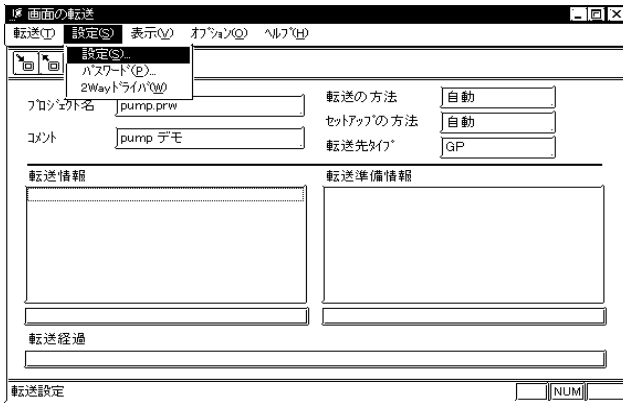 画面の転送
転送(T) 設定(S) 表示(V) オプション(O) ヘルプ(H)
設定(S)...
パスワード(P)...
2Wayドライバ(W)
プロジェクト名 pump.prw
コメント pump デモ
転送の方法 自動
セットアップの方法 自動
転送先タイプ GP
転送情報
転送準備情報
転送経過
転送設定
NUM